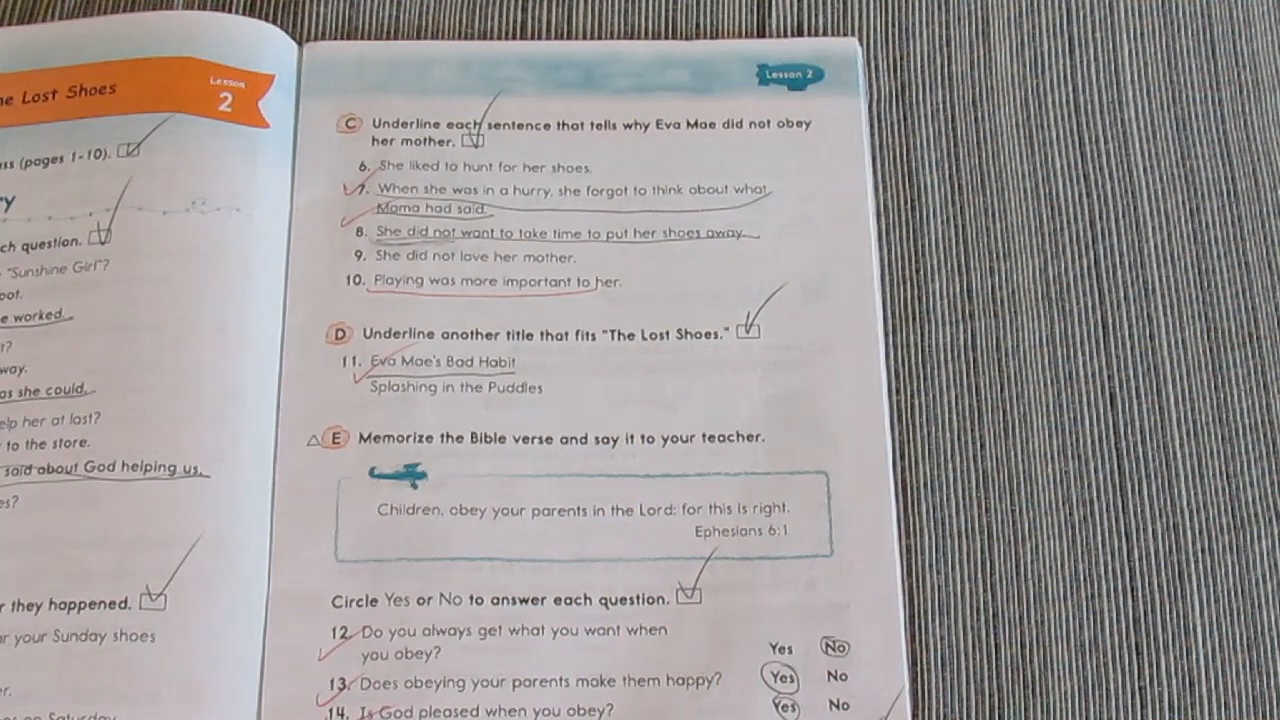 he Lost Shoes
Lesson
2
ss (pages 1-10).
y
ch question.
"Sunshine Girl"?
oot.
e worked.
way.
as she could.
elp her at last?
to the store.
said about God helping us.
es?
they happened.
r your Sunday shoes
er.
on Saturday
Lesson 2
C Underline each sentence that tells why Eva Mae did not obey
her mother.
6. She liked to hunt for her shoes.
7. When she was in a hurry, she forgot to think about what
Mama had said.
8. She did not want to take time to put her shoes away.
9. She did not love her mother.
10. Playing was more important to her.
D Underline another title that fits "The Lost Shoes."
11. Eva Mae's Bad Habit
Splashing in the Puddles
E Memorize the Bible verse and say it to your teacher.
Children, obey your parents in the Lord: for this is right.
Ephesians 6:1
Circle Yes or No to answer each question.
12. Do you always get what you want when
you obey? Yes No
13. Does obeying your parents make them happy? Yes No
14. Is God pleased when you obey? Yes No